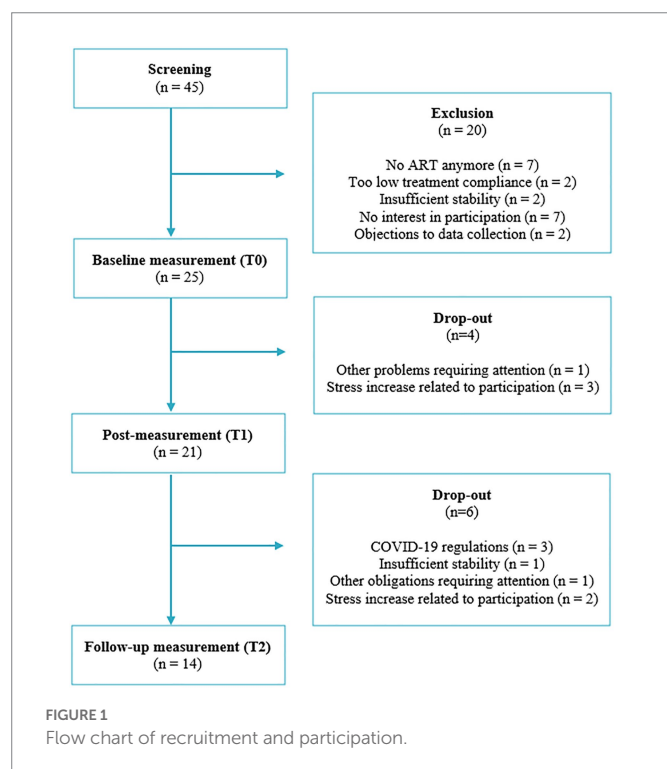 Screening
(n = 45)
Exclusion
(n = 20)
No ART anymore (n = 7)
Too low treatment compliance (n = 2)
Insufficient stability (n = 2)
No interest in participation (n = 7)
Objections to data collection (n = 2)
Baseline measurement (T0)
(n = 25)
Drop-out
(n=4)
Other problems requiring attention (n = 1)
Stress increase related to participation (n = 3)
Post-measurement (T1)
(n = 21)
Drop-out
(n=6)
COVID-19 regulations (n = 3)
Insufficient stability (n = 1)
Other obligations requiring attention (n = 1)
Stress increase related to participation (n = 2)
Follow-up measurement (T2)
(n = 14)
FIGURE 1
Flow chart of recruitment and participation.